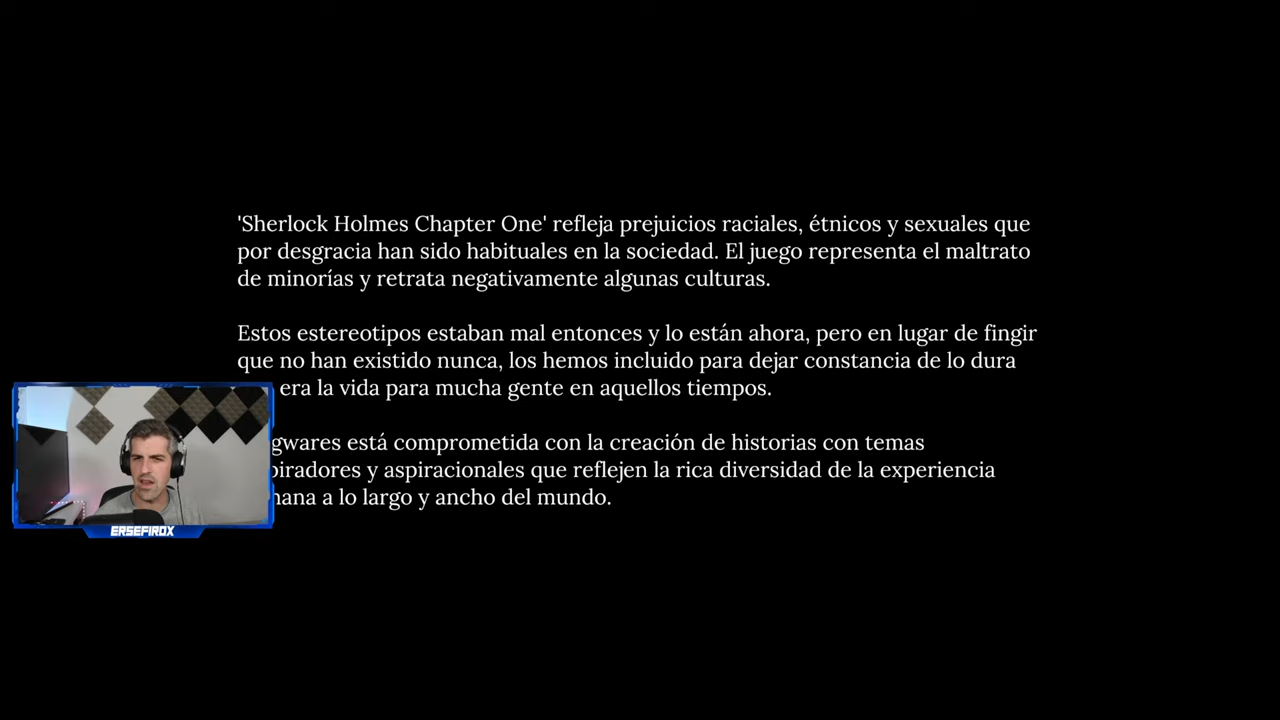 'Sherlock Holmes Chapter One' refleja prejuicios raciales, étnicos y sexuales que
por desgracia han sido habituales en la sociedad. El juego representa el maltrato
de minorías y retrata negativamente algunas culturas.
Estos estereotipos estaban mal entonces y lo están ahora, pero en lugar de fingir
que no han existido nunca, los hemos incluido para dejar constancia de lo dura
era la vida para mucha gente en aquellos tiempos.
está comprometida con la creación de historias con temas
y aspiracionales que reflejen la rica diversidad de la experiencia
a lo largo y ancho del mundo.
ERSEFIROX